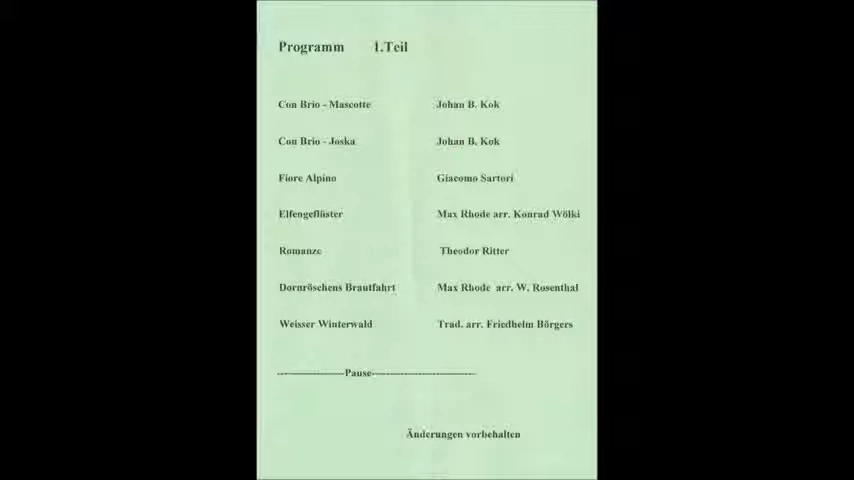 Programm 1.Teil
Con Brio - Mascotte Johan B. Kok
Con Brio - Joska Johan B. Kok
Fiore Alpino Giacomo Sartori
Elfengeflüster Max Rhode arr. Konrad Wölki
Romanze Theodor Ritter
Dornröschens Brautfahrt Max Rhode arr. W. Rosenthal
Weisser Winterwald Trad. arr. Friedhelm Börgers
---------------------Pause--------------------------------
Änderungen vorbehalten